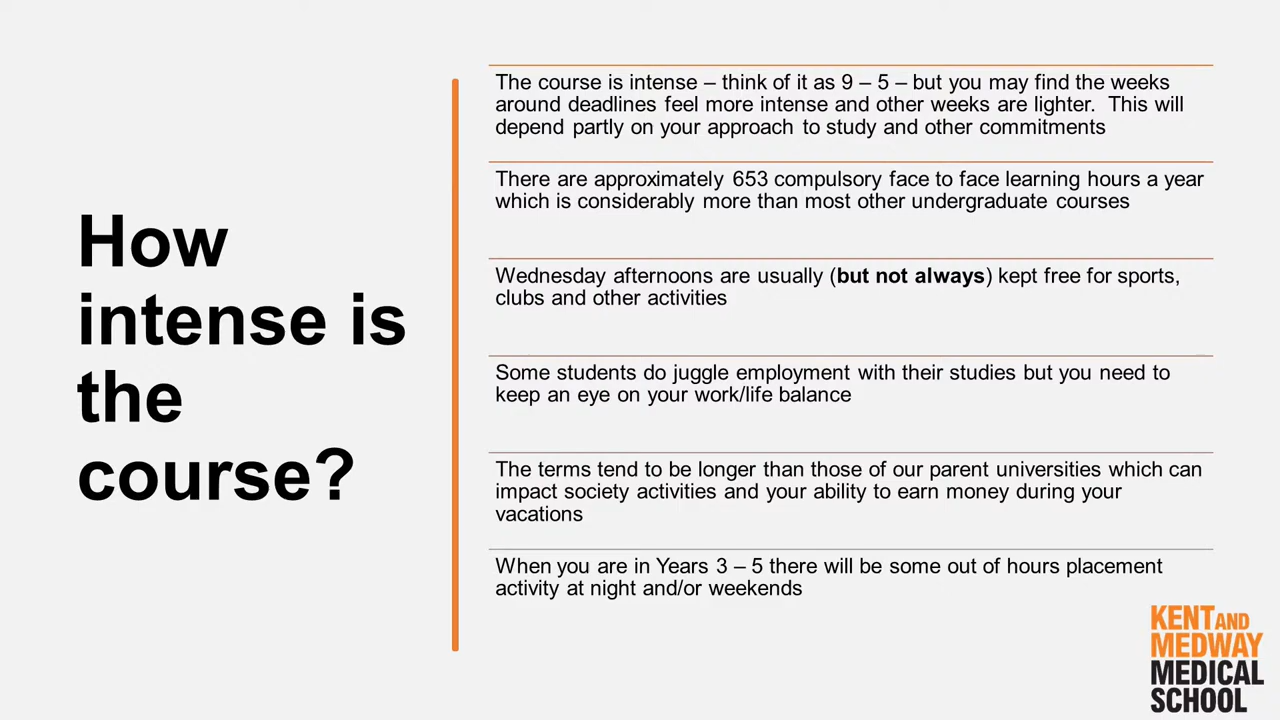 How
intense is
the
course?
The course is intense – think of it as 9 – 5 – but you may find the weeks
around deadlines feel more intense and other weeks are lighter.  This will
depend partly on your approach to study and other commitments
There are approximately 653 compulsory face to face learning hours a year
which is considerably more than most other undergraduate courses
Wednesday afternoons are usually (but not always) kept free for sports,
clubs and other activities
Some students do juggle employment with their studies but you need to
keep an eye on your work/life balance
The terms tend to be longer than those of our parent universities which can
impact society activities and your ability to earn money during your
vacations
When you are in Years 3 – 5 there will be some out of hours placement
activity at night and/or weekends
KENT AND
MEDWAY
MEDICAL
SCHOOL